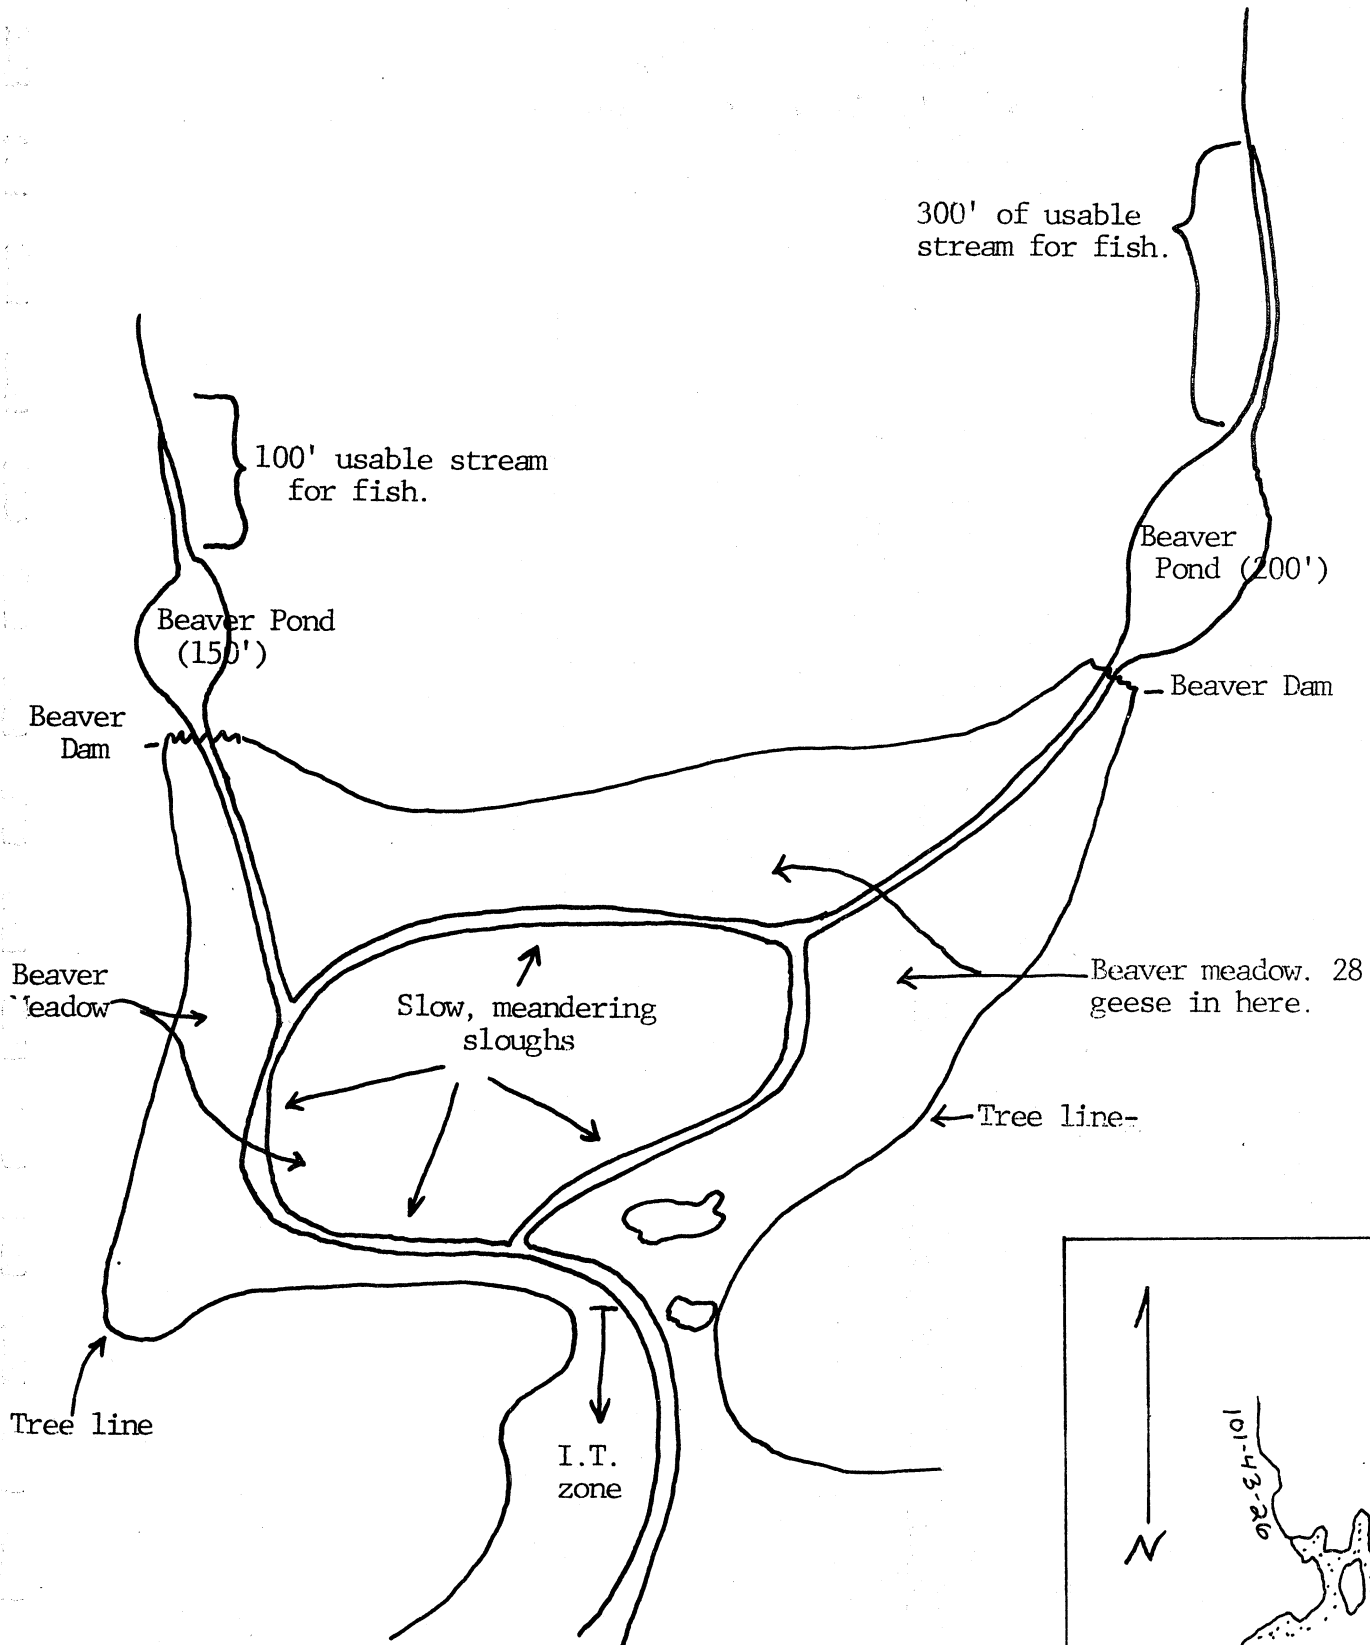 300' of usable
stream for fish.
100' usable stream
for fish.
Beaver
Pond (200')
Beaver Pond
(150')
Beaver Dam
Beaver
Dam
Beaver
Meadow
Slow, meandering
sloughs
Beaver meadow. 28
geese in here.
Tree line-
Tree line
I.T.
zone
N
101-43-26